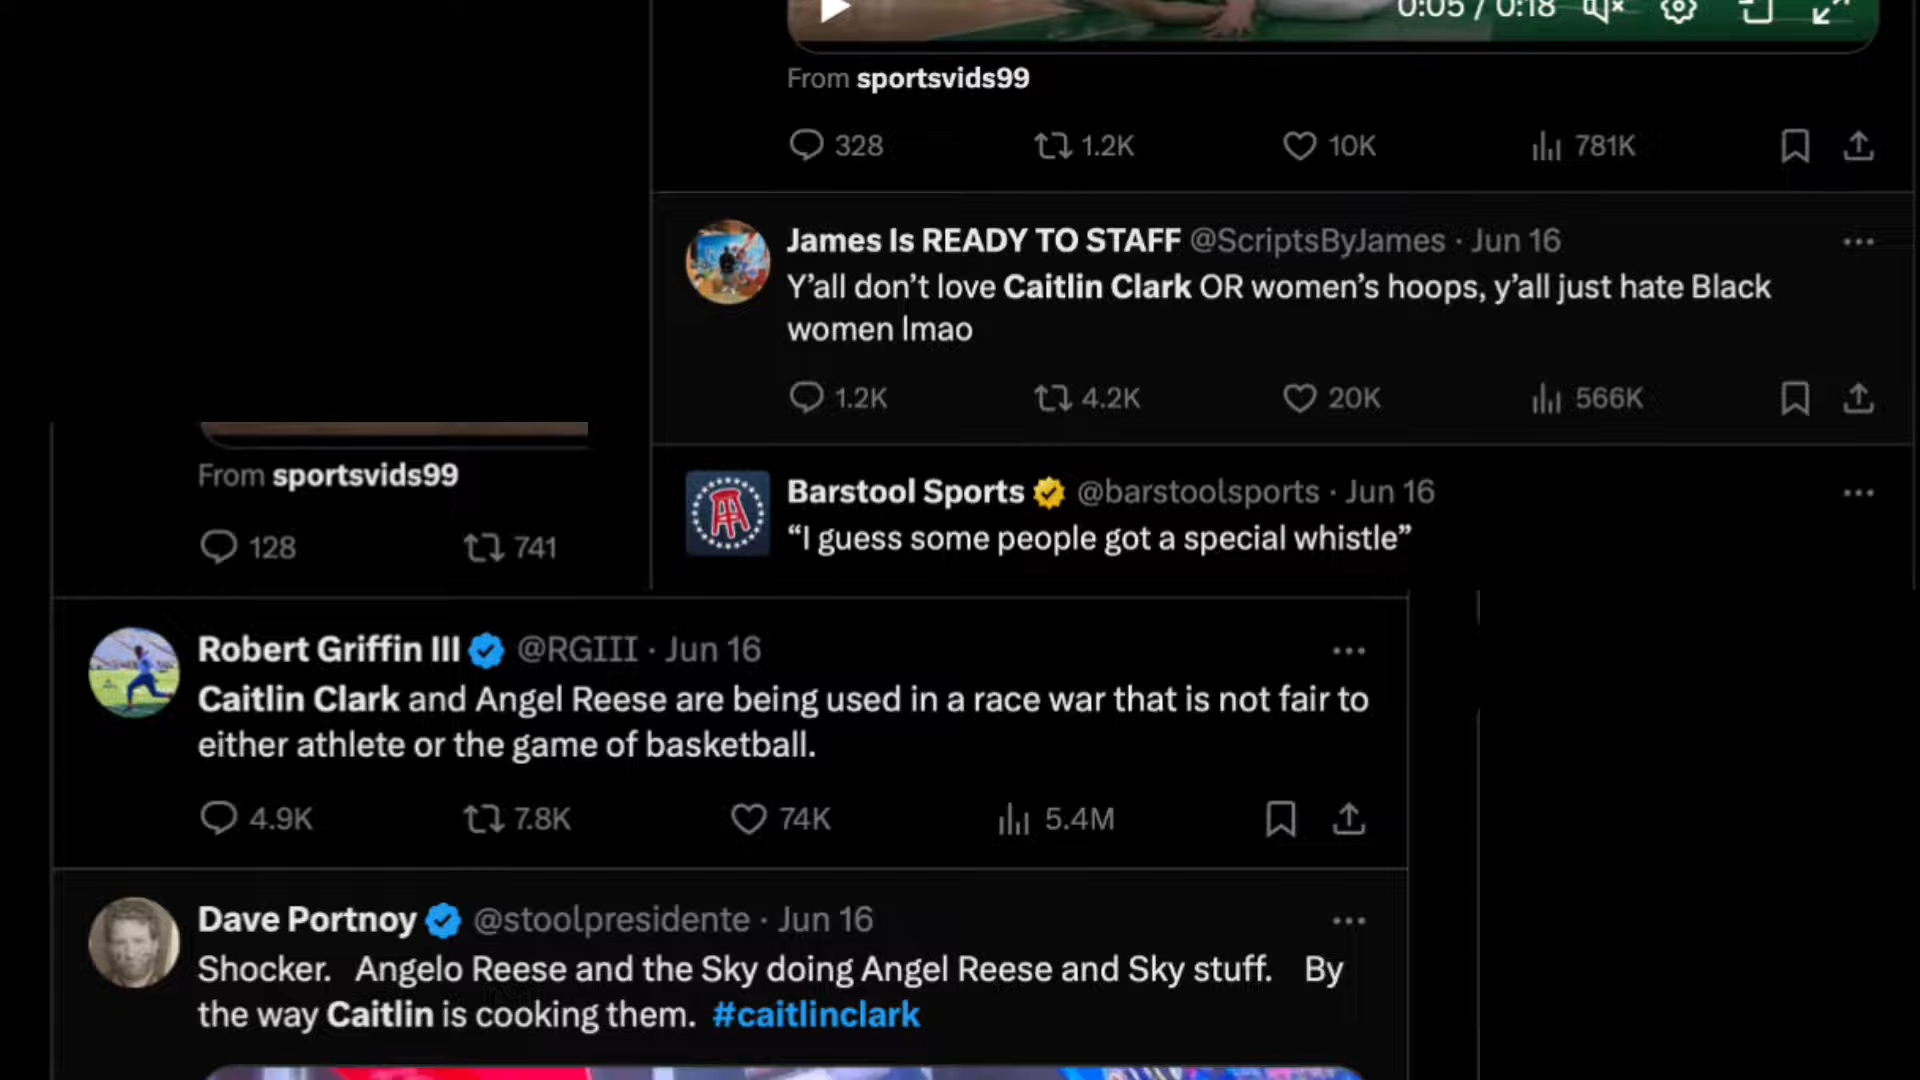 0:05 / 0:18
From sportsvids99
328 1.2K 10K 781K
James Is READY TO STAFF @ScriptsByJames · Jun 16
Y’all don’t love Caitlin Clark OR women’s hoops, y’all just hate Black
women lmao
1.2K 4.2K 20K 566K
Barstool Sports @barstoolsports · Jun 16
“I guess some people got a special whistle”
From sportsvids99
128 741
Robert Griffin III @RGIII · Jun 16
Caitlin Clark and Angel Reese are being used in a race war that is not fair to
either athlete or the game of basketball.
4.9K 7.8K 74K 5.4M
Dave Portnoy @stoolpresidente · Jun 16
Shocker. Angelo Reese and the Sky doing Angel Reese and Sky stuff. By
the way Caitlin is cooking them. #caitlinclark